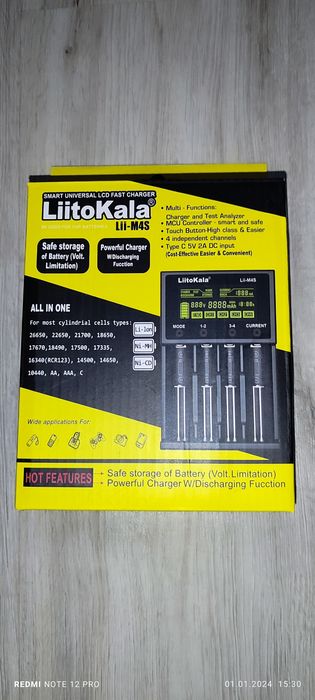 SMART UNIVERSAL LCD FAST CHARGER
LiitoKala®
Lii-M4S
Safe storage
of Battery (Volt.
Limitation)
Powerful Charger
W/Discharging
Fucction
• Multi - Functions:
Charger and Test Analyzer
• MCU Controller - smart and safe
• Touch Button-High class & Easier
• 4 independent channels
• Type C 5V 2A DC input
(Cost-Effective Easier & Convenient)
ALL IN ONE
For most cylindrial cells types:
26650, 22650, 21700, 18650,
17670,18490, 17500, 17335,
16340(RCR123), 14500, 14650,
10440, AA, AAA, C
Li-Ion
Ni-MH
Ni-CD
LiitoKala®
Lii-M4S
MODE
1-2
3-4
CURRENT
Wide applications For:
HOT FEATURES
• Safe storage of Battery (Volt.Limitation)
• Powerful Charger W/Discharging Fucction
REDMI NOTE 12 PRO
01.01.2024 15:30